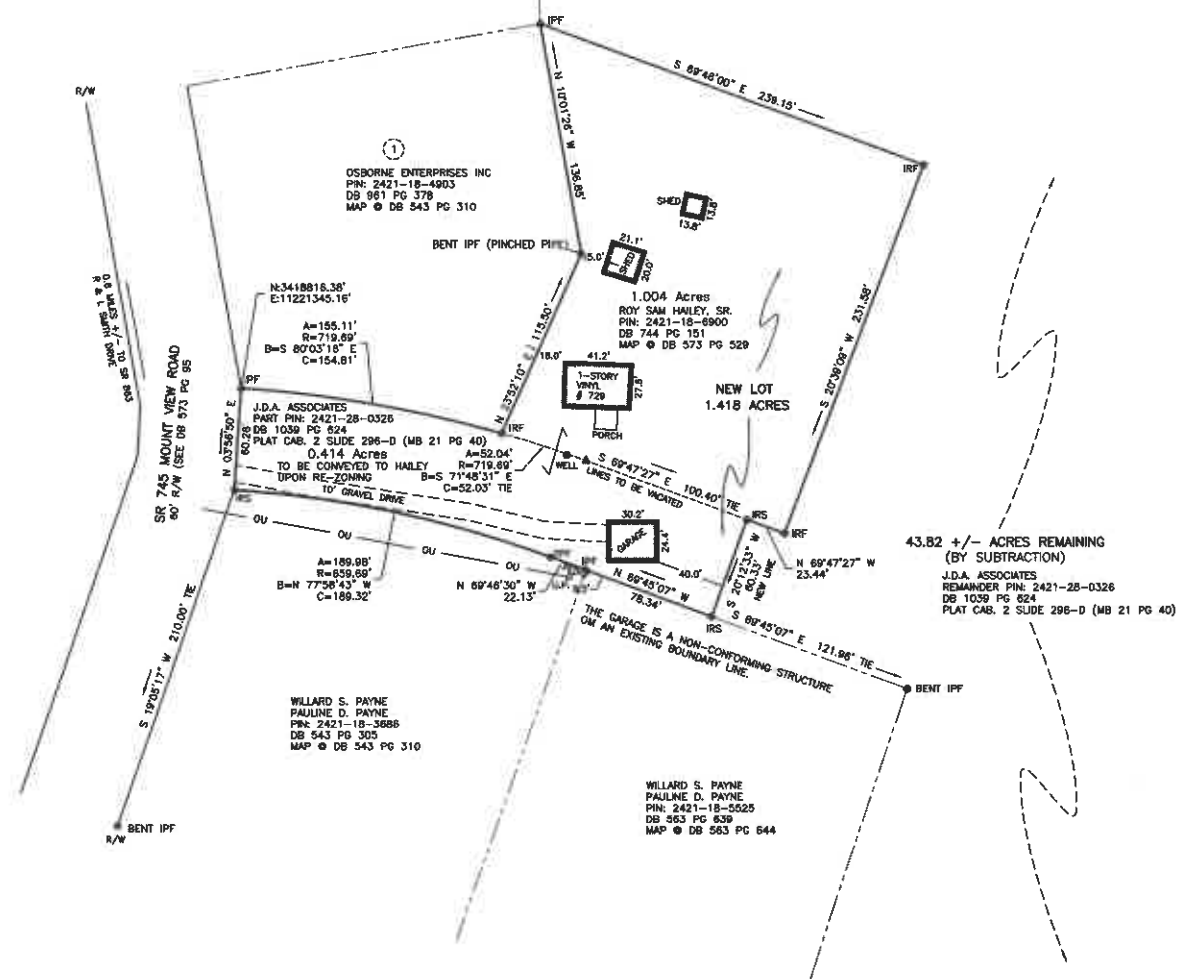 IPF
S 69°46'00" E 239.15'
R/W
N 10°01'26" W 136.85'
1
IRF
OSBORNE ENTERPRISES INC
PIN: 2421-18-4903
DB 961 PG 378
MAP @ DB 543 PG 310
SHED
13.8'
13.8'
BENT IPF (PINCHED
5.0'
21.1'
SHED
20.0'
0.6 MILES +/- TO SR 863
R & L SMITH DRIVE
N:3418816.38'
E:11221345.16'
1.004 Acres
ROY SAM HAILEY, SR.
PIN: 2421-18-6900
DB 744 PG 151
MAP @ DB 573 PG 529
A=155.11'
R=719.69'
B=S 80°03'18" E
C=154.81'
N 23°52'10" E 115.50'
S 20°39'09" W 231.58'
18.0'
41.2'
1-STORY
VINYL
# 729
27.8'
PORCH
NEW LOT
1.418 ACRES
SR 745 MOUNT VIEW ROAD
60' R/W (SEE DB 573 PG 95
IPF
N 03°56'50" E
60.28'
J.D.A. ASSOCIATES
PART PIN: 2421-28-0326
DB 1039 PG 624
PLAT CAB. 2 SLIDE 296-D (MB 21 PG 40)
0.414 Acres
TO BE CONVEYED TO HAILEY
UPON RE-ZONING
IRF
A=52.04'
R=719.69'
B=S 71°48'31" E
C=52.03' TIE
WELL
S 69°47'27" E 100.40' TIE
LINES TO BE VACATED
10' GRAVEL DRIVE
IRS
OU
OU
OU
OU
30.2'
GARAGE
24.4'
40.0'
IRS
IRF
N 69°47'27" W
23.44'
S 20°12'33" W
60.33'
NEW LINE
43.82 +/- ACRES REMAINING
(BY SUBTRACTION)
J.D.A. ASSOCIATES
REMAINDER PIN: 2421-28-0326
DB 1039 PG 624
PLAT CAB. 2 SLIDE 296-D (MB 21 PG 40)
A=189.98'
R=659.69'
B=N 77°58'43" W
C=189.32'
N 69°46'30" W
22.13'
IPF
IPF
N 69°45'07" W
78.34'
IRS
S 69°45'07" E 121.96' TIE
THE GARAGE IS A NON-CONFORMING STRUCTURE
OM AN EXISTING BOUNDARY LINE.
BENT IPF
S 19°05'17" W 210.00' TIE
WILLARD S. PAYNE
PAULINE D. PAYNE
PIN: 2421-18-3688
DB 543 PG 305
MAP @ DB 543 PG 310
WILLARD S. PAYNE
PAULINE D. PAYNE
PIN: 2421-18-5525
DB 563 PG 639
MAP @ DB 563 PG 644
BENT IPF
R/W